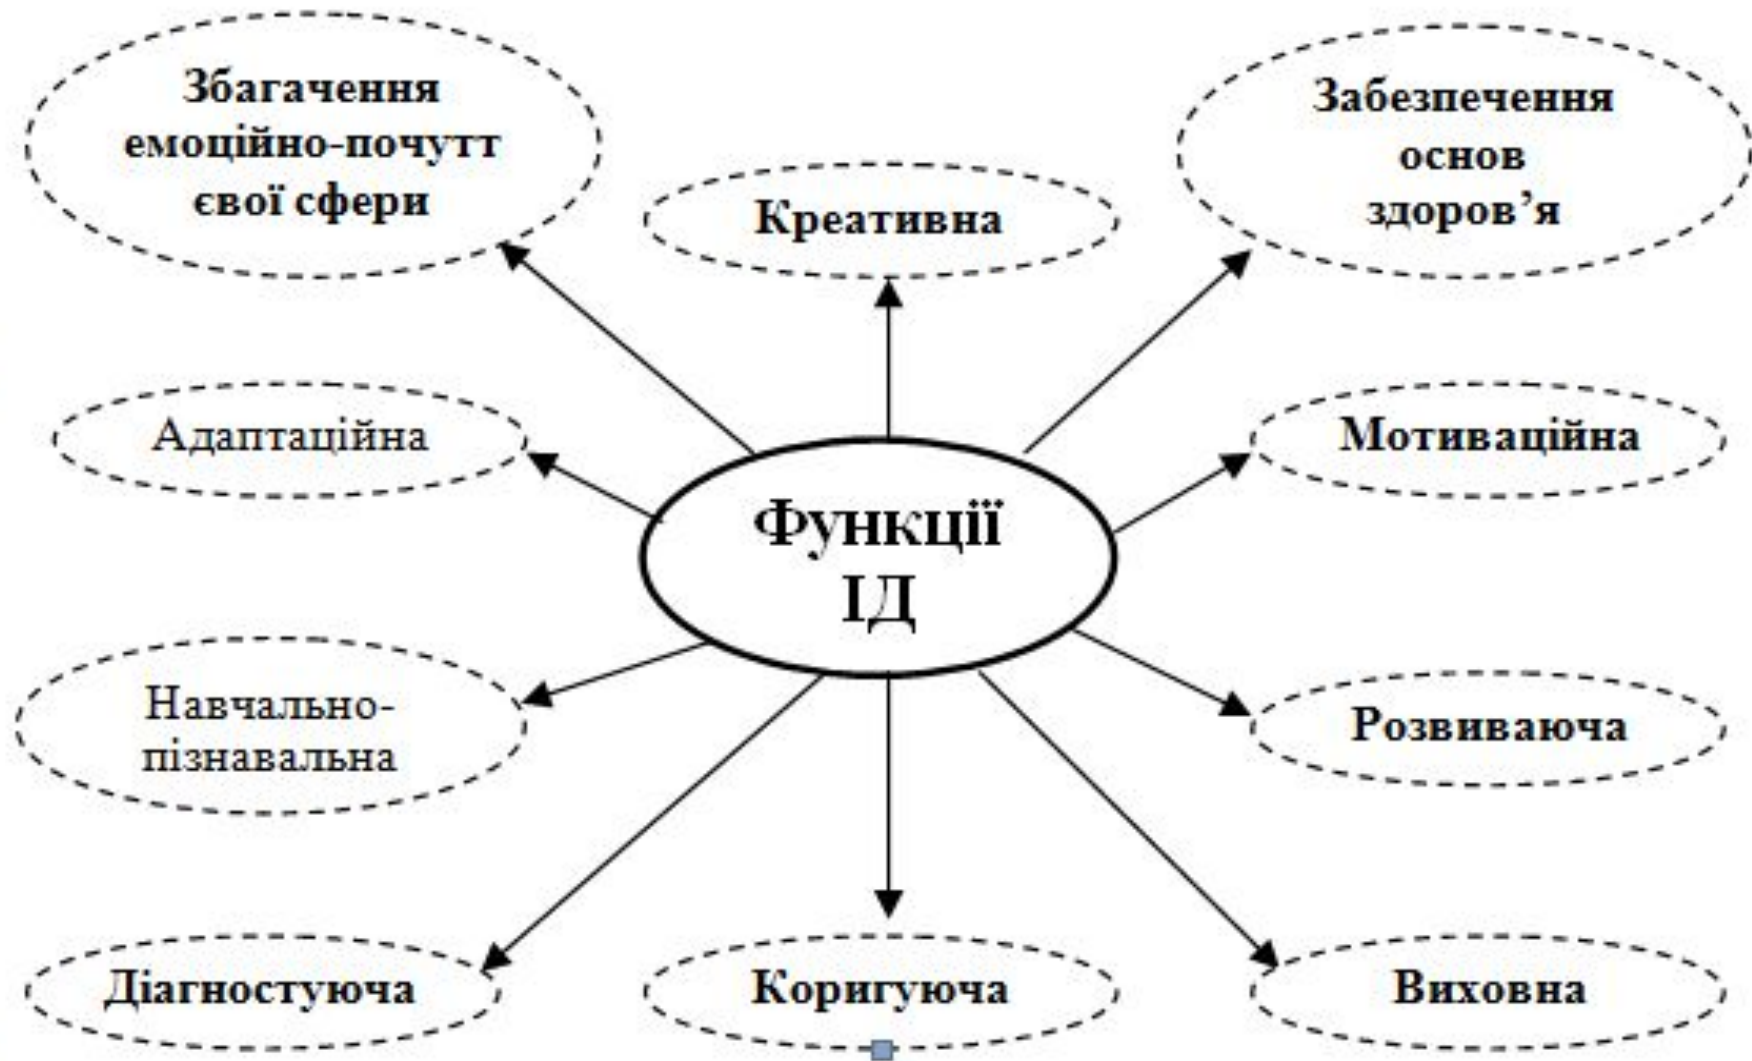 Збагачення
емоційно-почутт
євої сфери
Креативна
Забезпечення
основ
здоров’я
Адаптаційна
Мотиваційна
Функції
ІД
Навчально-
пізнавальна
Розвиваюча
Діагностуюча
Коригуюча
Виховна